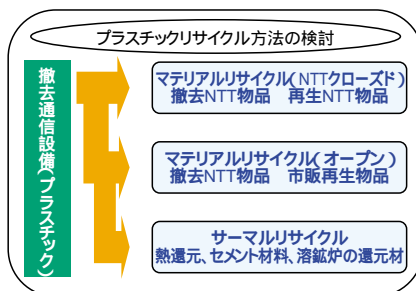 プラスチックリサイクル方法の検討
撤去通信設備(プラスチック)
マテリアルリサイクル(NTTクローズド)
撤去NTT物品 再生NTT物品
マテリアルリサイクル(オープン)
撤去NTT物品 市販再生物品
サーマルリサイクル
熱還元、セメント材料、溶鉱炉の還元材